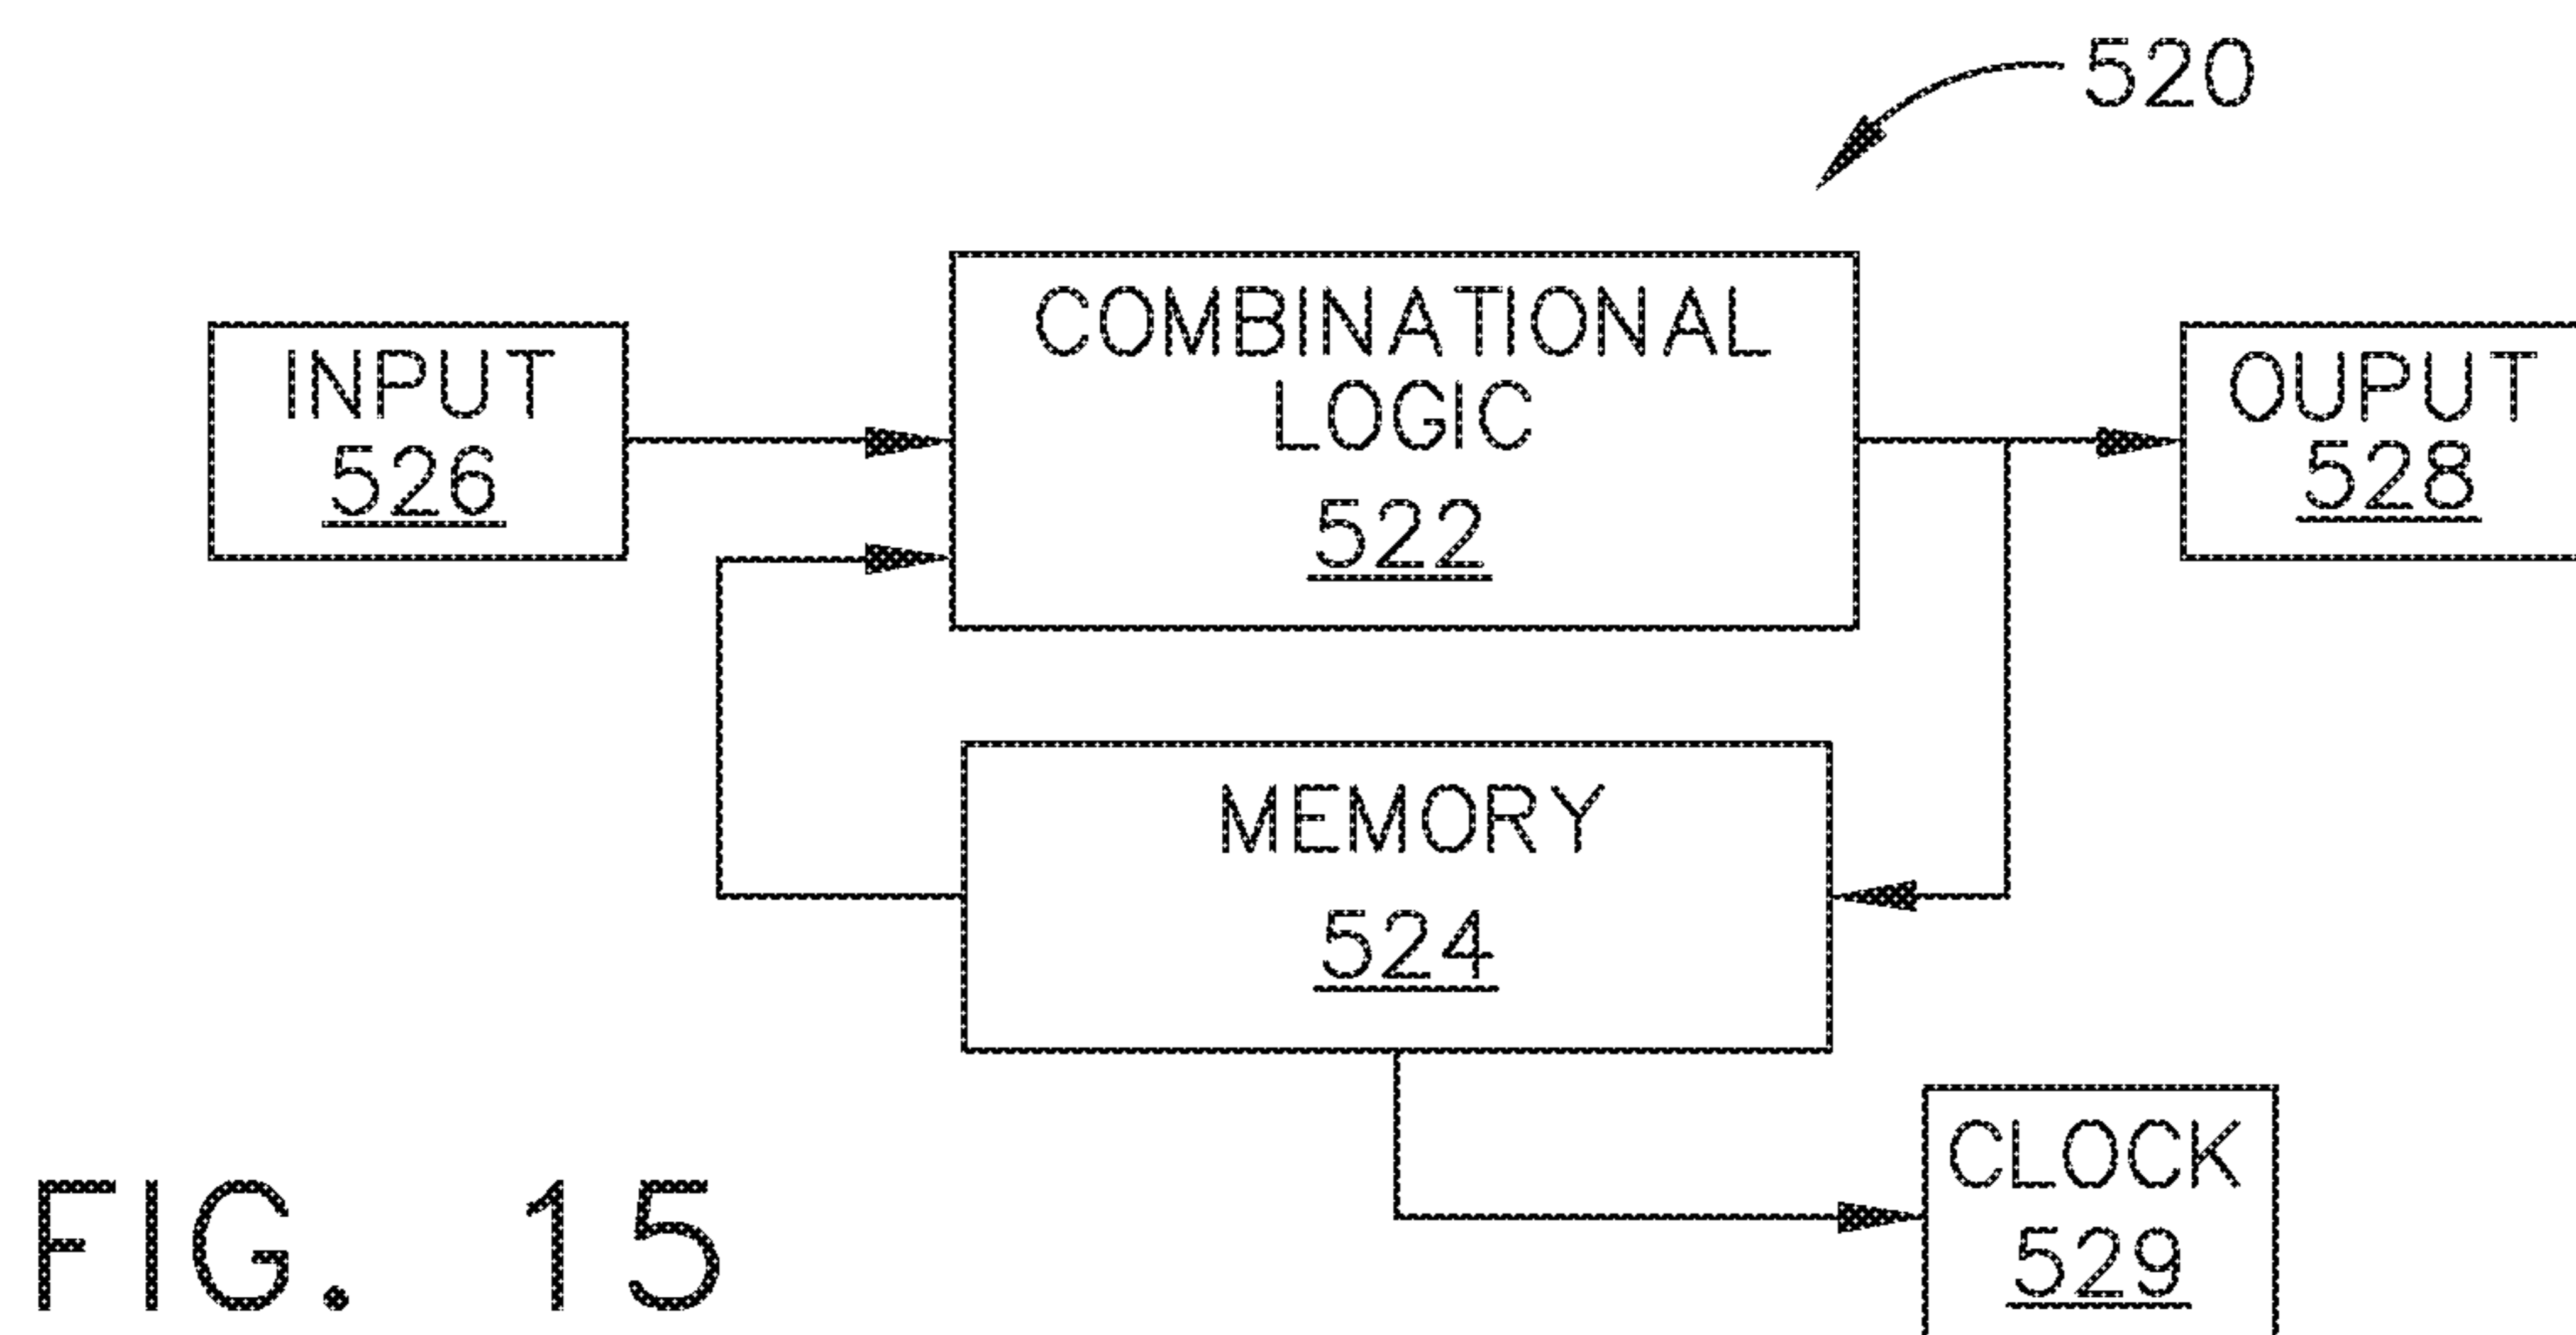 520
INPUT
526
COMBINATIONAL
LOGIC
522
OUPUT
528
MEMORY
524
CLOCK
529
FIG. 15